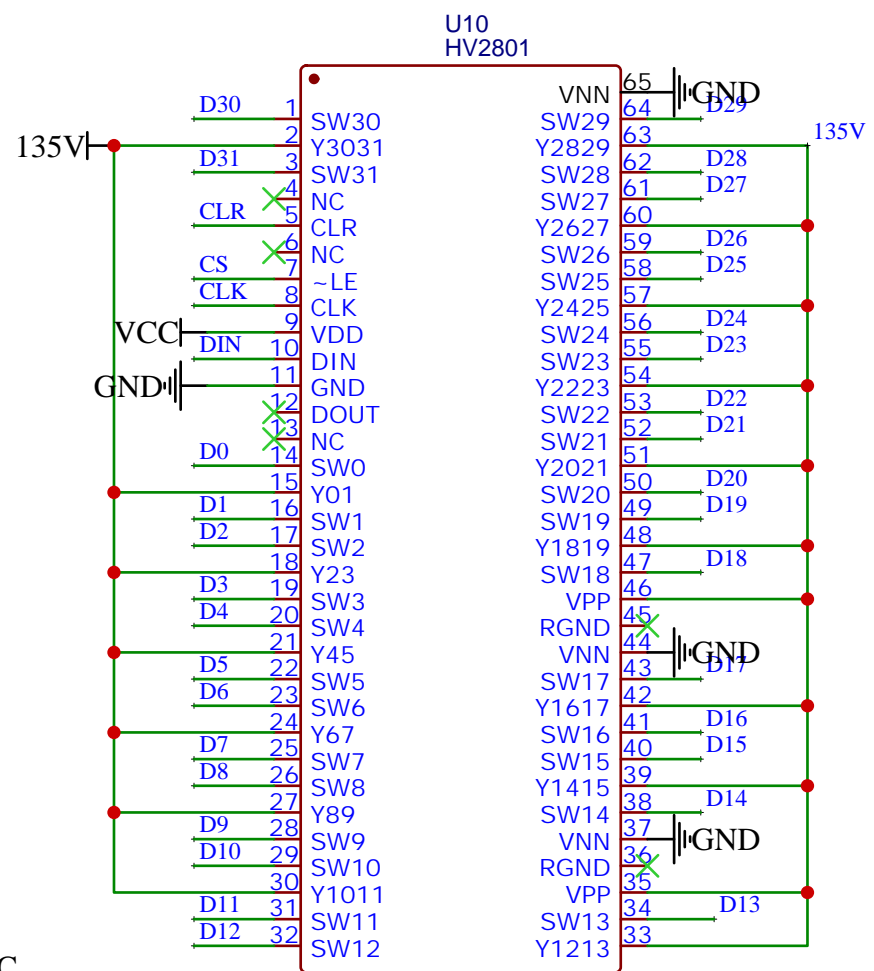 U10
HV2801
135V
135V
D30 1 SW30
2 Y3031
D31 3 SW31
4 NC
CLR 5 CLR
6 NC
CS 7 ~LE
CLK 8 CLK
VCC 9 VDD
DIN 10 DIN
GND 11 GND
12 DOUT
13 NC
D0 14 SW0
15 Y01
D1 16 SW1
D2 17 SW2
18 Y23
D3 19 SW3
D4 20 SW4
21 Y45
D5 22 SW5
D6 23 SW6
24 Y67
D7 25 SW7
D8 26 SW8
27 Y89
D9 28 SW9
D10 29 SW10
30 Y1011
D11 31 SW11
D12 32 SW12
VNN 65 GND
SW29 64 D29
Y2829 63
SW28 62 D28
SW27 61 D27
Y2627 60
SW26 59 D26
SW25 58 D25
Y2425 57
SW24 56 D24
SW23 55 D23
Y2223 54
SW22 53 D22
SW21 52 D21
Y2021 51
SW20 50 D20
SW19 49 D19
Y1819 48
SW18 47 D18
VPP 46
RGND 45
VNN 44 GND
SW17 43 D17
Y1617 42
SW16 41 D16
SW15 40 D15
Y1415 39
SW14 38 D14
VNN 37 GND
RGND 36
VPP 35
SW13 34 D13
Y1213 33